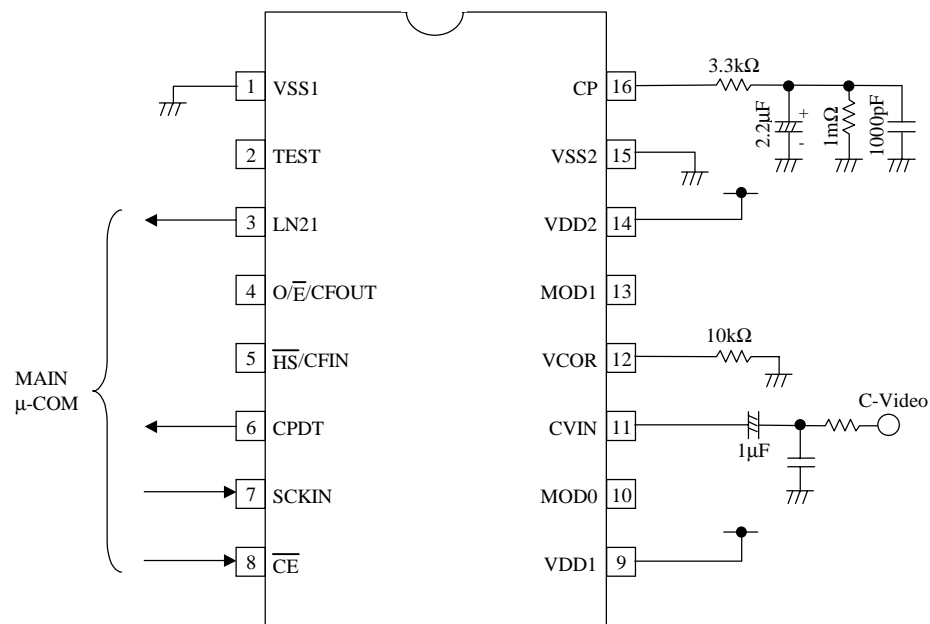 1 VSS1
2 TEST
3 LN21
4 O/E̅/CFOUT
5 H̅S̅/CFIN
6 CPDT
7 SCKIN
8 C̅E̅
MAIN
μ-COM
CP 16
VSS2 15
VDD2 14
MOD1 13
VCOR 12
CVIN 11
MOD0 10
VDD1 9
3.3kΩ
2.2μF
+
-
1mΩ
1000pF
10kΩ
C-Video
1μF